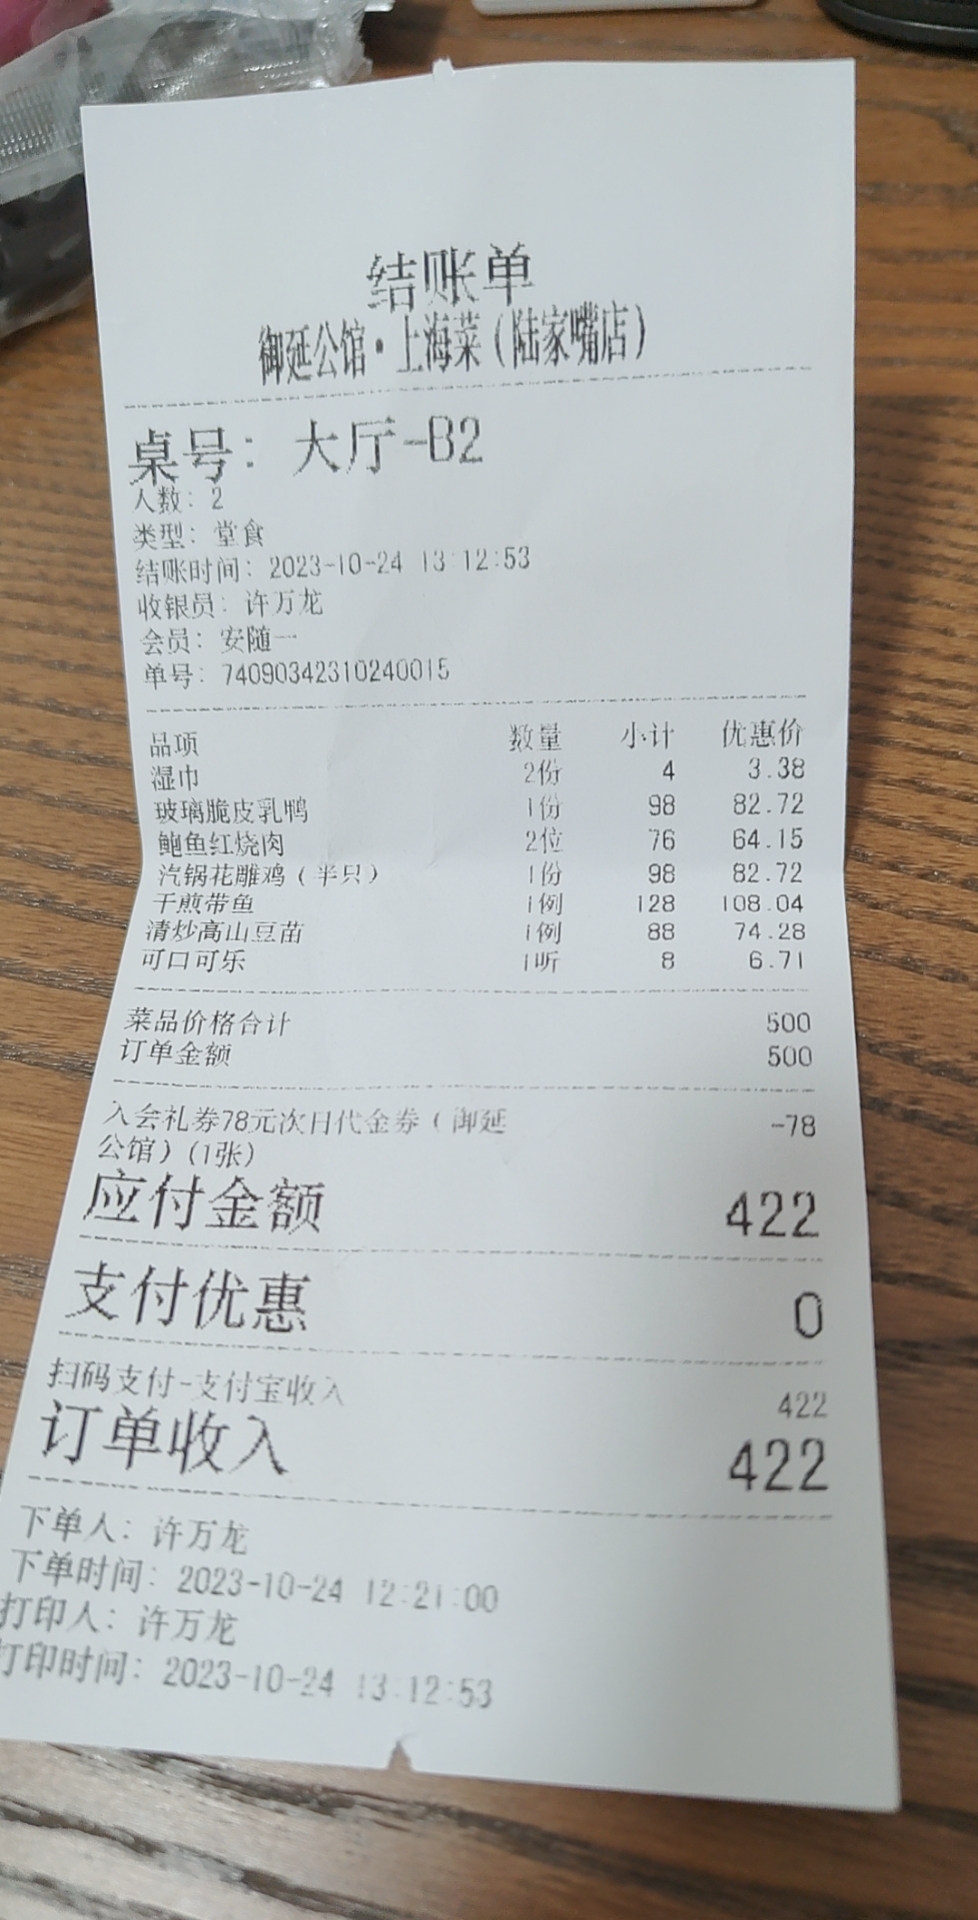 结账单
御延公馆·上海菜（陆家嘴店）
桌号: 大厅-B2
人数: 2
类型: 堂食
结账时间: 2023-10-24 13:12:53
收银员: 许万龙
会员: 安随一
单号: 74090342310240015
品项 数量 小计 优惠价
湿巾 2份 4 3.38
玻璃脆皮乳鸭 1份 98 82.72
鲍鱼红烧肉 2位 76 64.15
汽锅花雕鸡（半只） 1份 98 82.72
干煎带鱼 1例 128 108.04
清炒高山豆苗 1例 88 74.28
可口可乐 1听 8 6.71
菜品价格合计 500
订单金额 500
入会礼券78元次日代金券（御延 -78
公馆）(1张)
应付金额 422
支付优惠 0
扫码支付-支付宝收入 422
订单收入 422
下单人: 许万龙
下单时间: 2023-10-24 12:21:00
打印人: 许万龙
打印时间: 2023-10-24 13:12:53